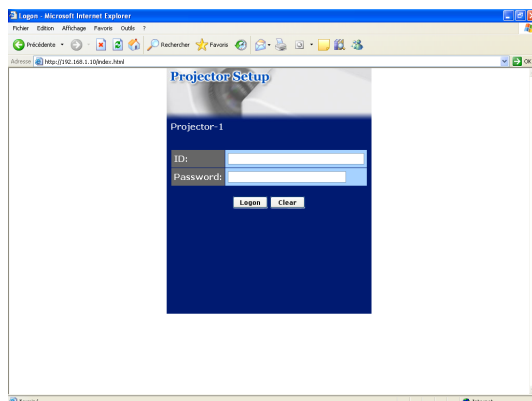 Logon - Microsoft Internet Explorer
Fichier Edition Affichage Favoris Outils ?
Précédente Rechercher Favoris
Adresse http://192.168.1.10/index.html OK
Projector Setup
Projector-1
ID:
Password:
Logon Clear
Internet